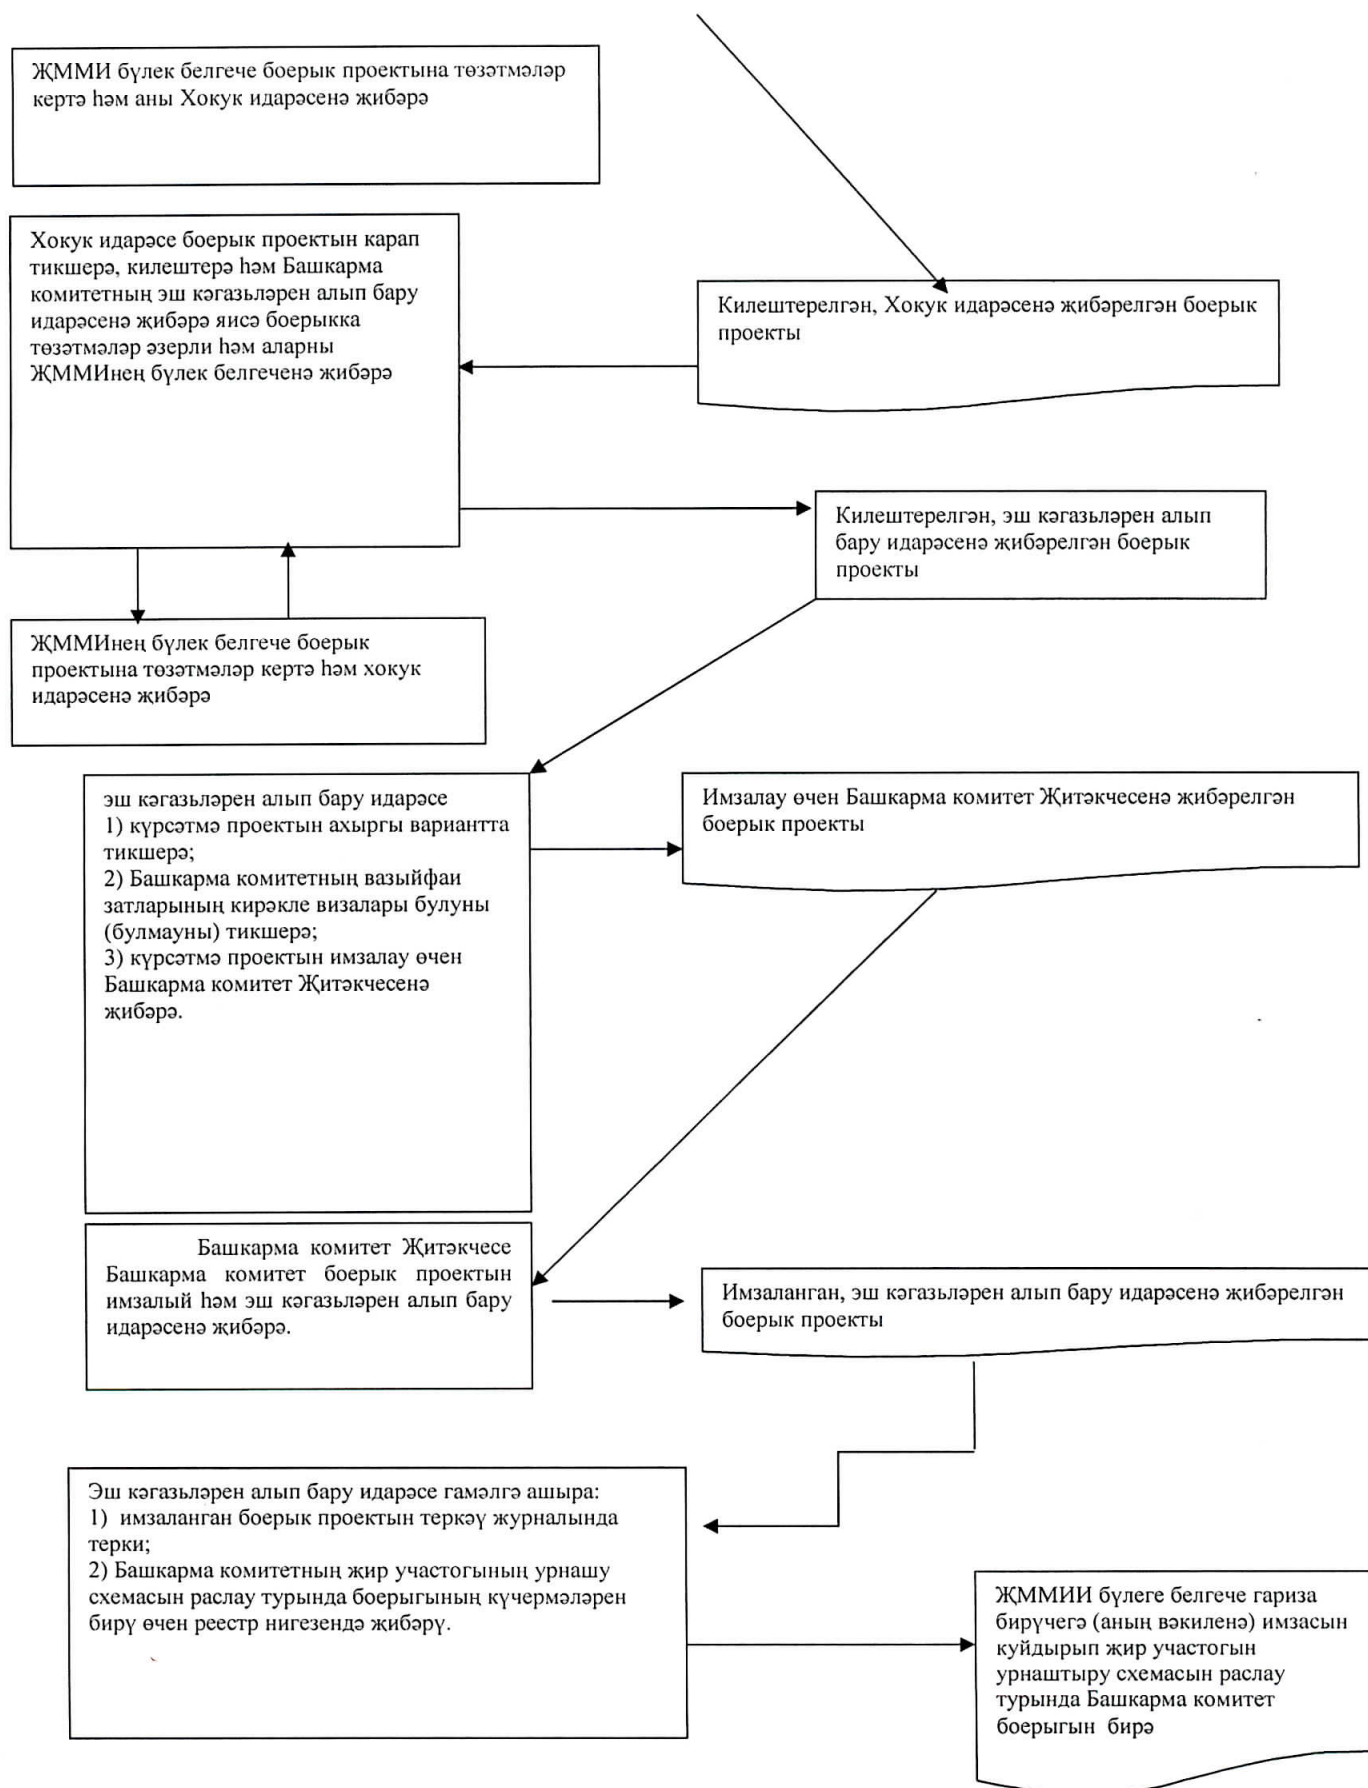 ҖММИ бүлек белгече боерык проектына төзәтмәләр
кертә һәм аны Хокук идарәсенә җибәрә
Хокук идарәсе боерык проектын карап
тикшерә, килештерә һәм Башкарма
комитетның эш кәгазьләрен алып бару
идарәсенә җибәрә яисә боерыкка
төзәтмәләр әзерли һәм аларны
ҖММИнең бүлек белгеченә җибәрә
Килештерелгән, Хокук идарәсенә җибәрелгән боерык
проекты
Килештерелгән, эш кәгазьләрен алып
бару идарәсенә җибәрелгән боерык
проекты
ҖММИнең бүлек белгече боерык
проектына төзәтмәләр кертә һәм хокук
идарәсенә җибәрә
эш кәгазьләрен алып бару идарәсе
1) күрсәтмә проектын ахыргы вариантта
тикшерә;
2) Башкарма комитетның вазыйфаи
затларының кирәкле визалары булуны
(булмауны) тикшерә;
3) күрсәтмә проектын имзалау өчен
Башкарма комитет Җитәкчесенә
җибәрә.
Имзалау өчен Башкарма комитет Җитәкчесенә җибәрелгән
боерык проекты
Башкарма комитет Җитәкчесе
Башкарма комитет боерык проектын
имзалый һәм эш кәгазьләрен алып бару
идарәсенә җибәрә.
Имзаланган, эш кәгазьләрен алып бару идарәсенә җибәрелгән
боерык проекты
Эш кәгазьләрен алып бару идарәсе гамәлгә ашыра:
1) имзаланган боерык проектын теркәү журналында
терки;
2) Башкарма комитетның җир участогының урнашу
схемасын раслау турында боерыгының күчермәләрен
бирү өчен реестр нигезендә җибәрү.
ҖММИИ бүлеге белгече гариза
бирүчегә (аның вәкиленә) имзасын
куйдырып җир участогын
урнаштыру схемасын раслау
турында Башкарма комитет
боерыгын бирә